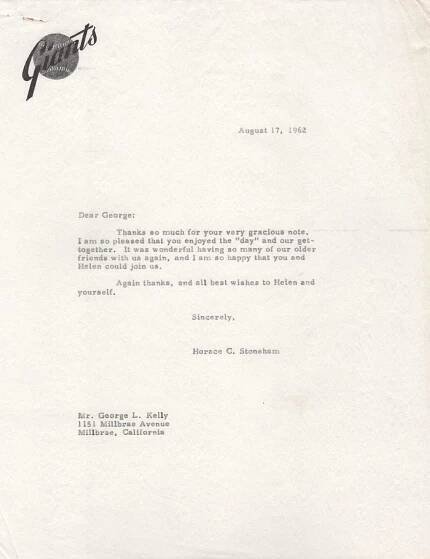 Giants
August 17, 1962
Dear George:
Thanks so much for your very gracious note.
I am so pleased that you enjoyed the "day" and our get-
together. It was wonderful having so many of our older
friends with us again, and I am so happy that you and
Helen could join us.
Again thanks, and all best wishes to Helen and
yourself.
Sincerely,
Horace C. Stoneham
Mr. George L. Kelly
1151 Millbrae Avenue
Millbrae, California